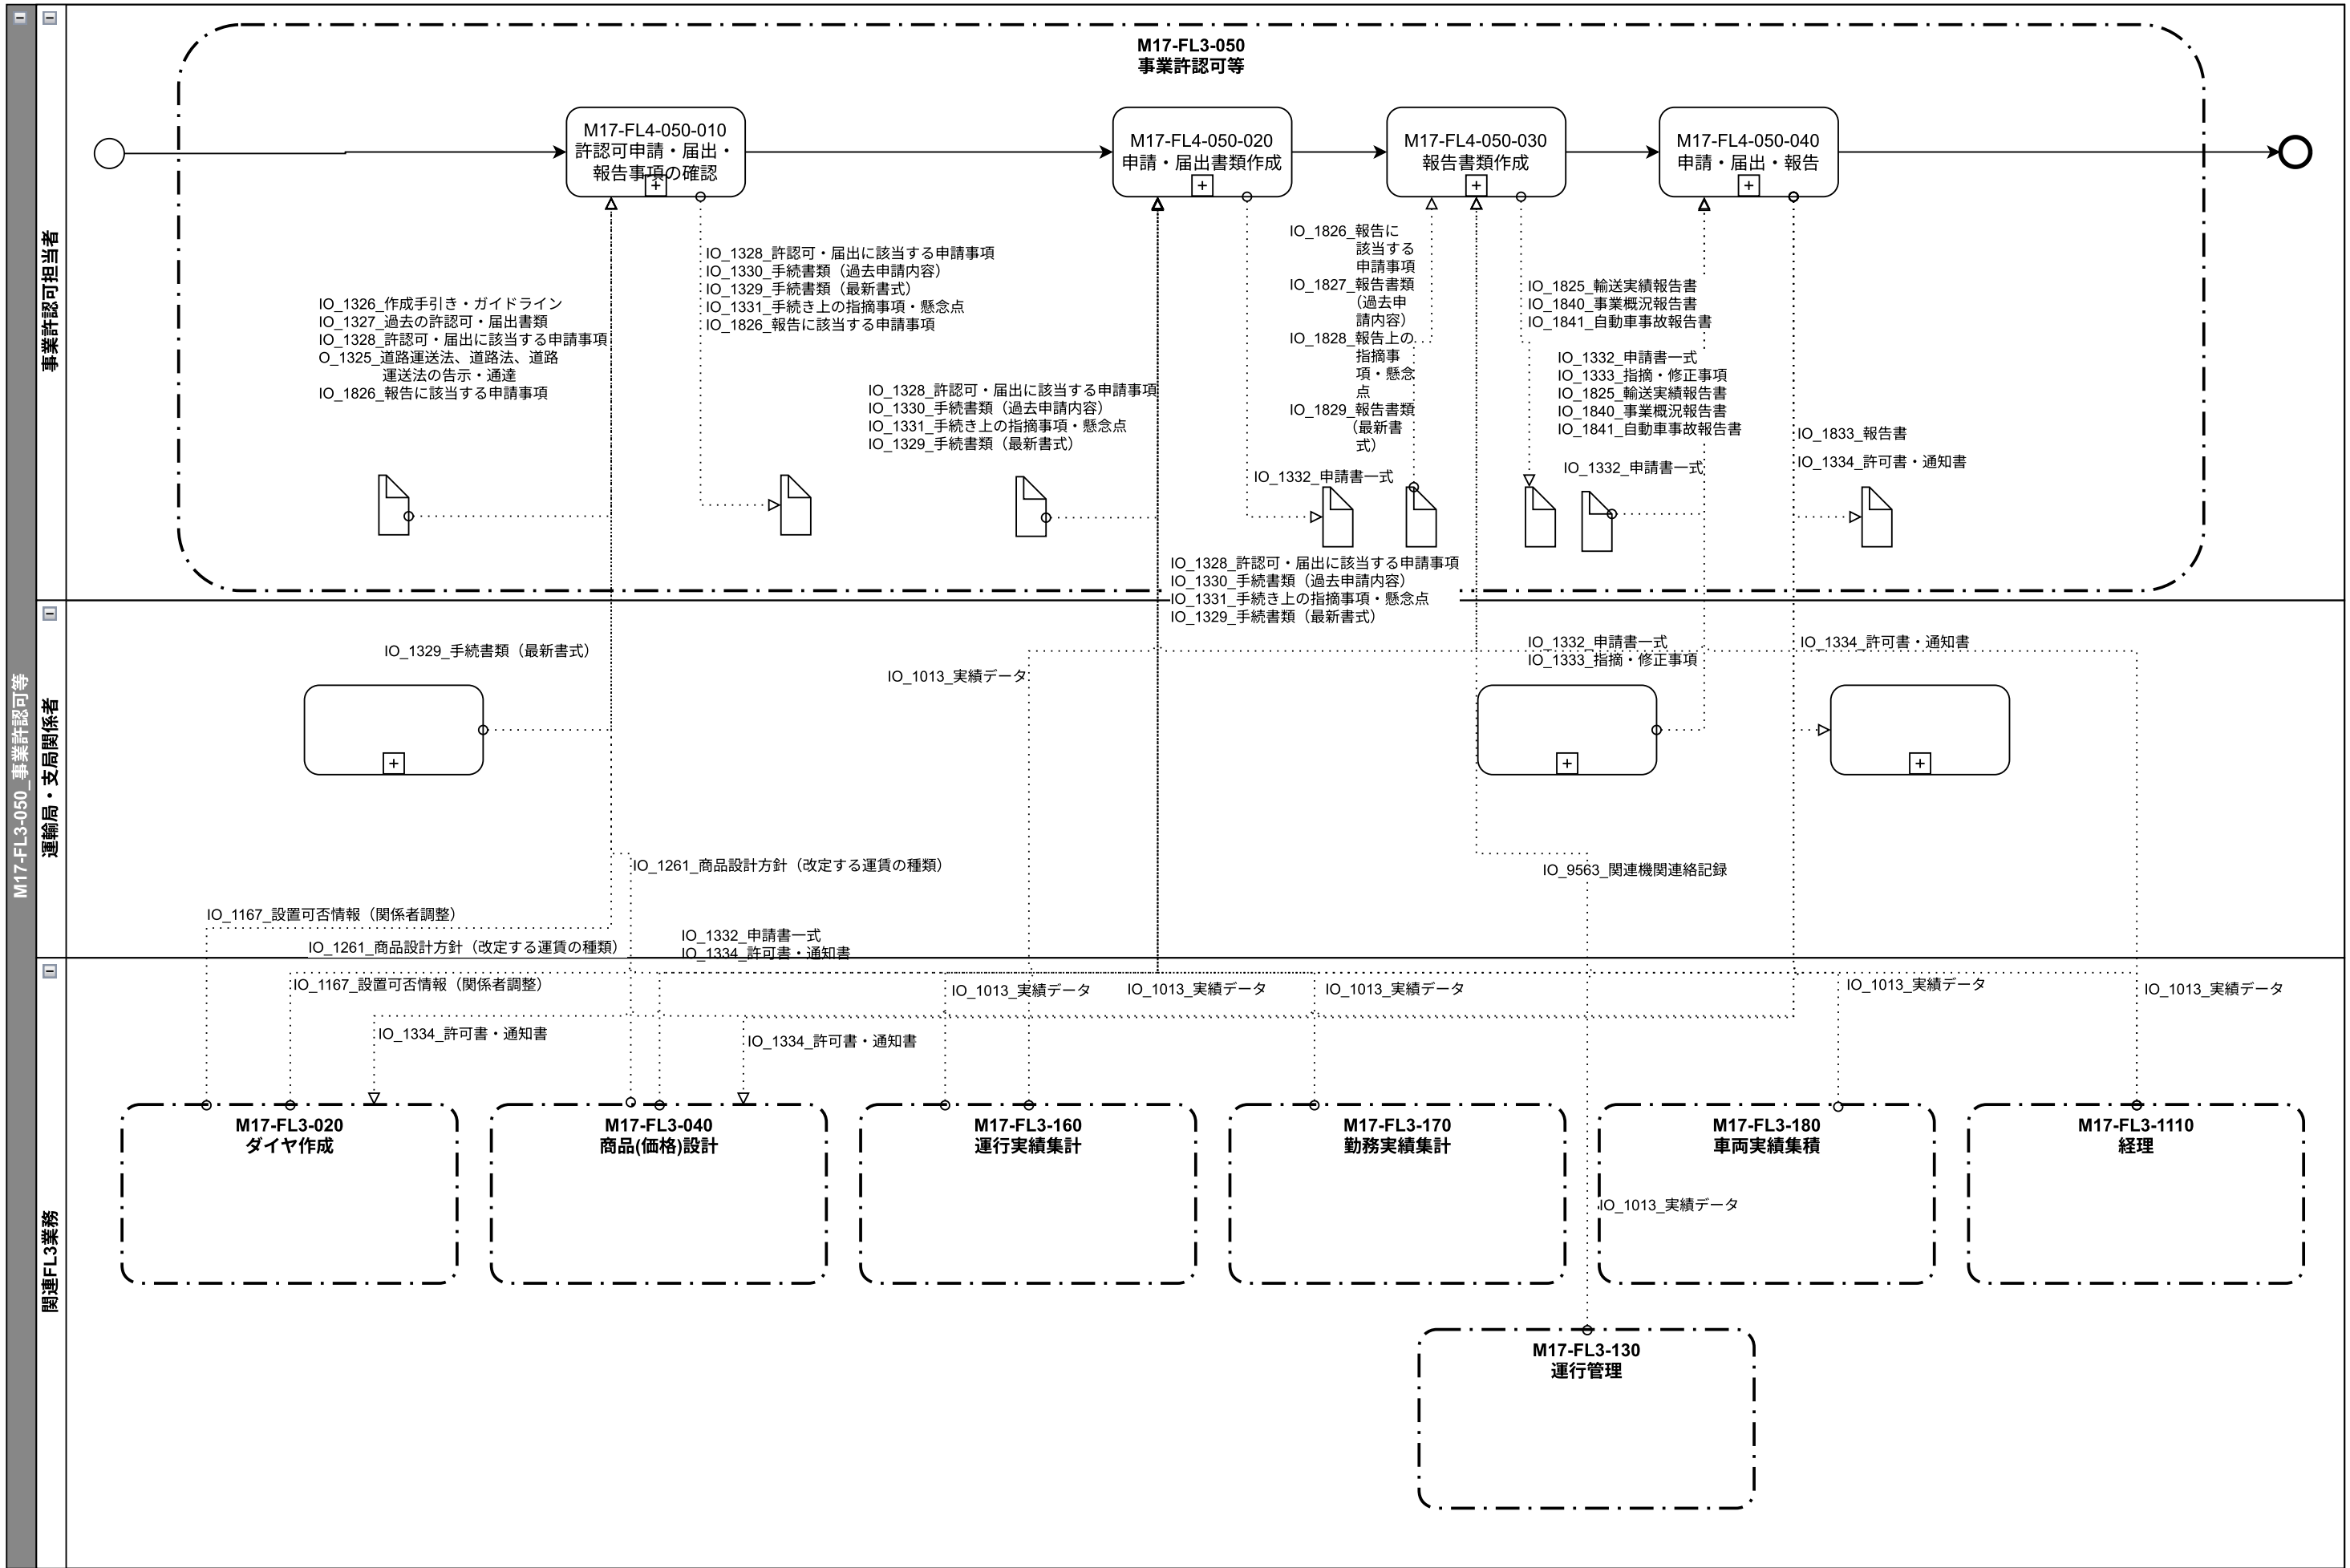 M17-FL3-050_事業許認可等
事業許認可担当者
M17-FL3-050
事業許認可等
M17-FL4-050-010
許認可申請・届出・
報告事項の確認
M17-FL4-050-020
申請・届出書類作成
M17-FL4-050-030
報告書類作成
M17-FL4-050-040
申請・届出・報告
IO_1326_作成手引き・ガイドライン
IO_1327_過去の許認可・届出書類
IO_1328_許認可・届出に該当する申請事項
O_1325_道路運送法、道路法、道路
運送法の告示・通達
IO_1826_報告に該当する申請事項
IO_1328_許認可・届出に該当する申請事項
IO_1330_手続書類（過去申請内容）
IO_1329_手続書類（最新書式）
IO_1331_手続き上の指摘事項・懸念点
IO_1826_報告に該当する申請事項
IO_1328_許認可・届出に該当する申請事項
IO_1330_手続書類（過去申請内容）
IO_1331_手続き上の指摘事項・懸念点
IO_1329_手続書類（最新書式）
IO_1332_申請書一式
IO_1826_報告に
該当する
申請事項
IO_1827_報告書類
（過去申
請内容）
IO_1828_報告上の
指摘事
項・懸念
点
IO_1829_報告書類
（最新書
式）
IO_1825_輸送実績報告書
IO_1840_事業概況報告書
IO_1841_自動車事故報告書
IO_1332_申請書一式
IO_1333_指摘・修正事項
IO_1825_輸送実績報告書
IO_1840_事業概況報告書
IO_1841_自動車事故報告書
IO_1332_申請書一式
IO_1833_報告書
IO_1334_許可書・通知書
IO_1328_許認可・届出に該当する申請事項
IO_1330_手続書類（過去申請内容）
IO_1331_手続き上の指摘事項・懸念点
IO_1329_手続書類（最新書式）
運輸局・支局関係者
IO_1329_手続書類（最新書式）
IO_1013_実績データ
IO_1332_申請書一式
IO_1333_指摘・修正事項
IO_1334_許可書・通知書
IO_1261_商品設計方針（改定する運賃の種類）
IO_9563_関連機関連絡記録
IO_1167_設置可否情報（関係者調整）
IO_1261_商品設計方針（改定する運賃の種類）
IO_1332_申請書一式
IO_1334_許可書・通知書
関連FL3業務
IO_1167_設置可否情報（関係者調整）
IO_1013_実績データ
IO_1013_実績データ
IO_1013_実績データ
IO_1013_実績データ
IO_1013_実績データ
IO_1334_許可書・通知書
IO_1334_許可書・通知書
M17-FL3-020
ダイヤ作成
M17-FL3-040
商品(価格)設計
M17-FL3-160
運行実績集計
M17-FL3-170
勤務実績集計
M17-FL3-180
車両実績集積
M17-FL3-1110
経理
IO_1013_実績データ
M17-FL3-130
運行管理